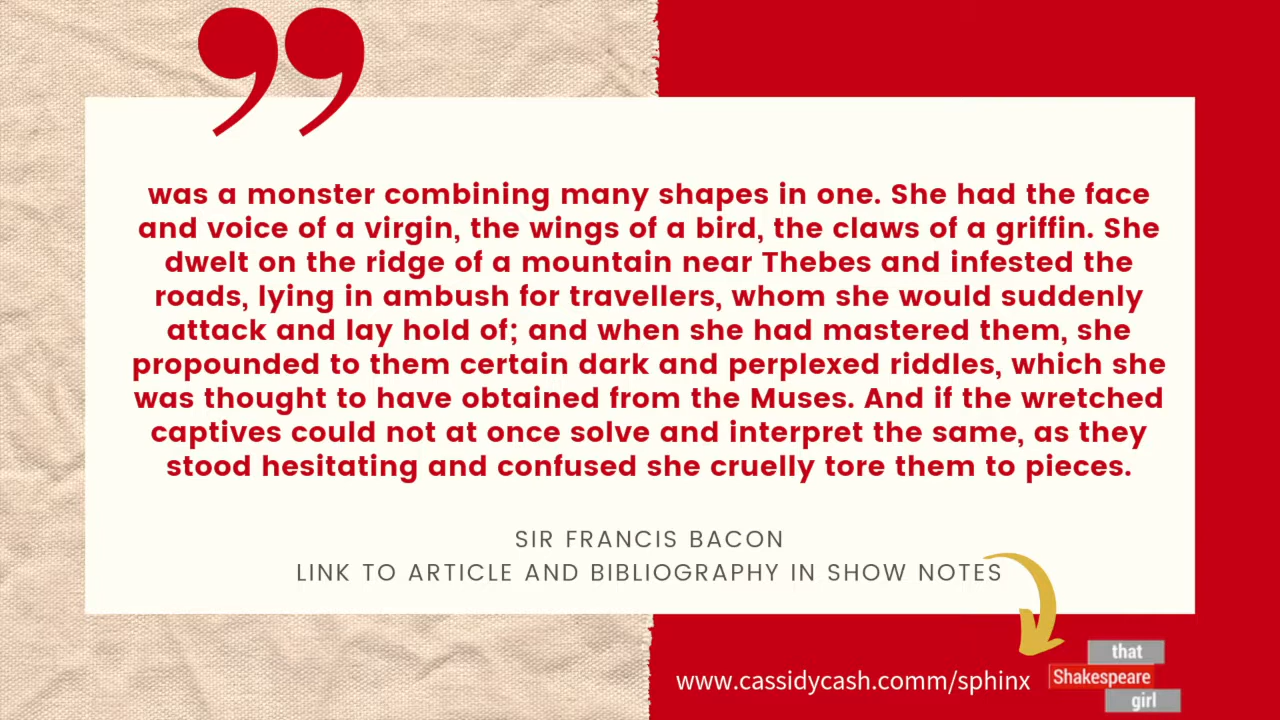 was a monster combining many shapes in one. She had the face
and voice of a virgin, the wings of a bird, the claws of a griffin. She
dwelt on the ridge of a mountain near Thebes and infested the
roads, lying in ambush for travellers, whom she would suddenly
attack and lay hold of; and when she had mastered them, she
propounded to them certain dark and perplexed riddles, which she
was thought to have obtained from the Muses. And if the wretched
captives could not at once solve and interpret the same, as they
stood hesitating and confused she cruelly tore them to pieces.
SIR FRANCIS BACON
LINK TO ARTICLE AND BIBLIOGRAPHY IN SHOW NOTES
www.cassidycash.comm/sphinx
that
Shakespeare
girl